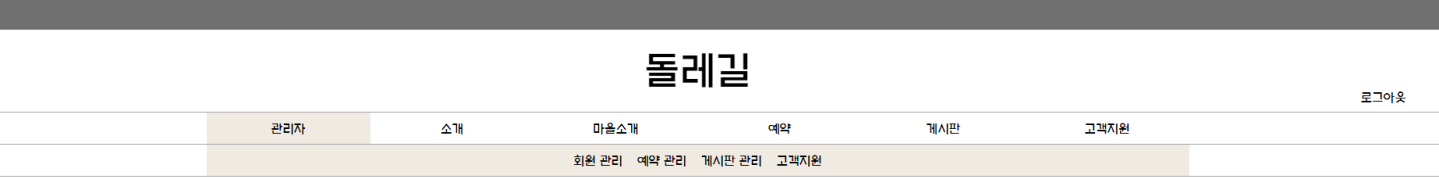 돌레길
로그아웃
관리자 소개 마을소개 예약 게시판 고객지원
회원 관리 예약 관리 게시판 관리 고객지원